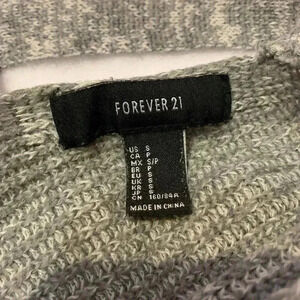 FOREVER 21
US S
CA P
MX S/P
BR P
EU S
UK S
KR S
JP S
CN 160/84A
MADE IN CHINA